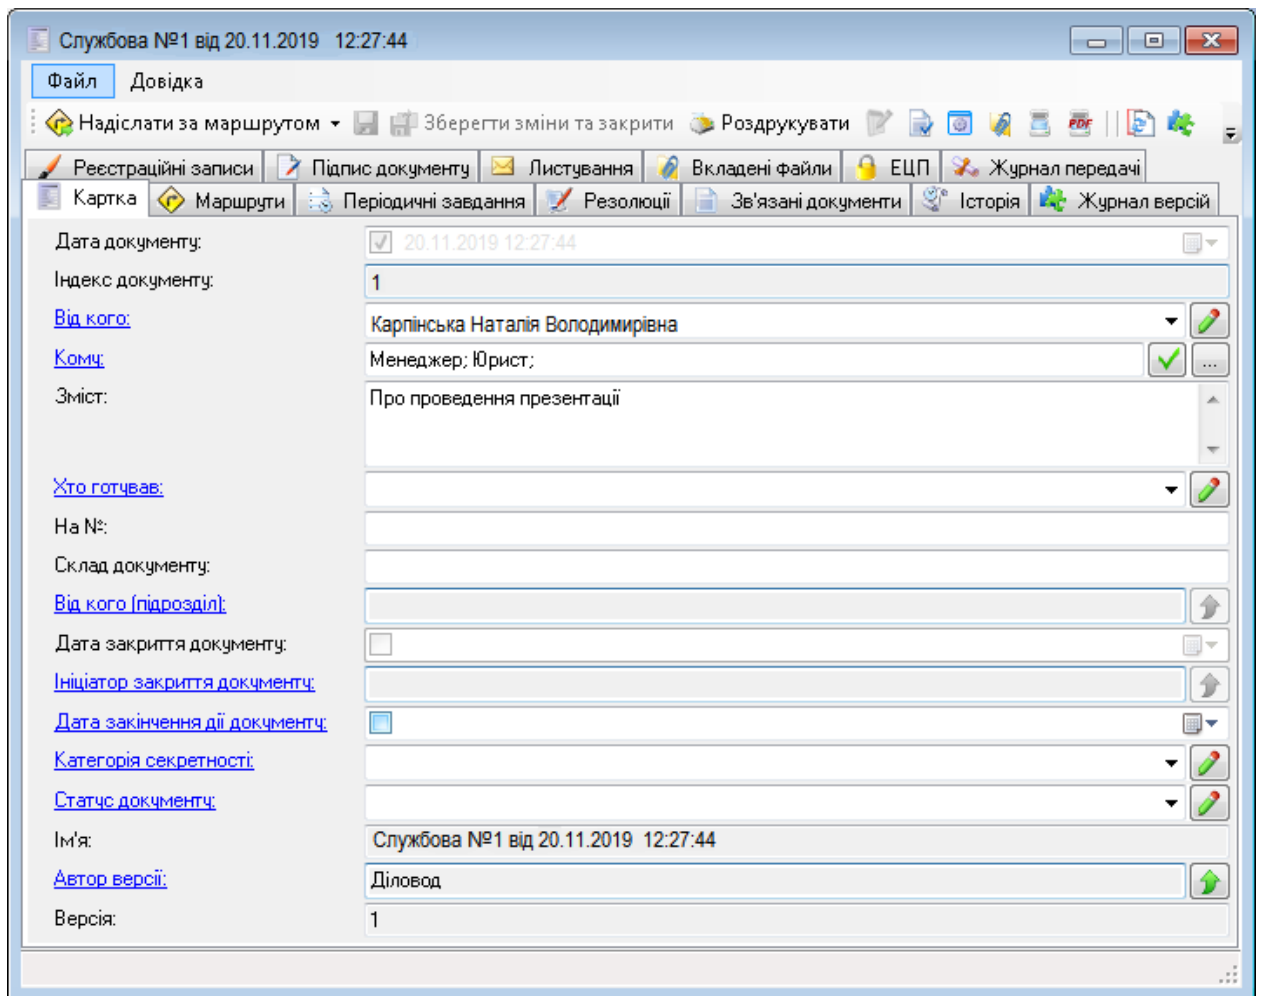 Службова №1 від 20.11.2019 12:27:44
Файл Довідка
Надіслати за маршрутом Зберегти зміни та закрити Роздрукувати PDF
Реєстраційні записи Підпис документу Листування Вкладені файли ЕЦП Журнал передачі
Картка Маршрути Періодичні завдання Резолюції Зв'язані документи Історія Журнал версій
Дата документу: 20.11.2019 12:27:44
Індекс документу: 1
Від кого: Карпінська Наталія Володимирівна
Кому: Менеджер; Юрист; ...
Зміст: Про проведення презентації
Хто готував:
На №:
Склад документу:
Від кого (підрозділ):
Дата закриття документу:
Ініціатор закриття документу:
Дата закінчення дії документу:
Категорія секретності:
Статус документу:
Ім'я: Службова №1 від 20.11.2019 12:27:44
Автор версії: Діловод
Версія: 1